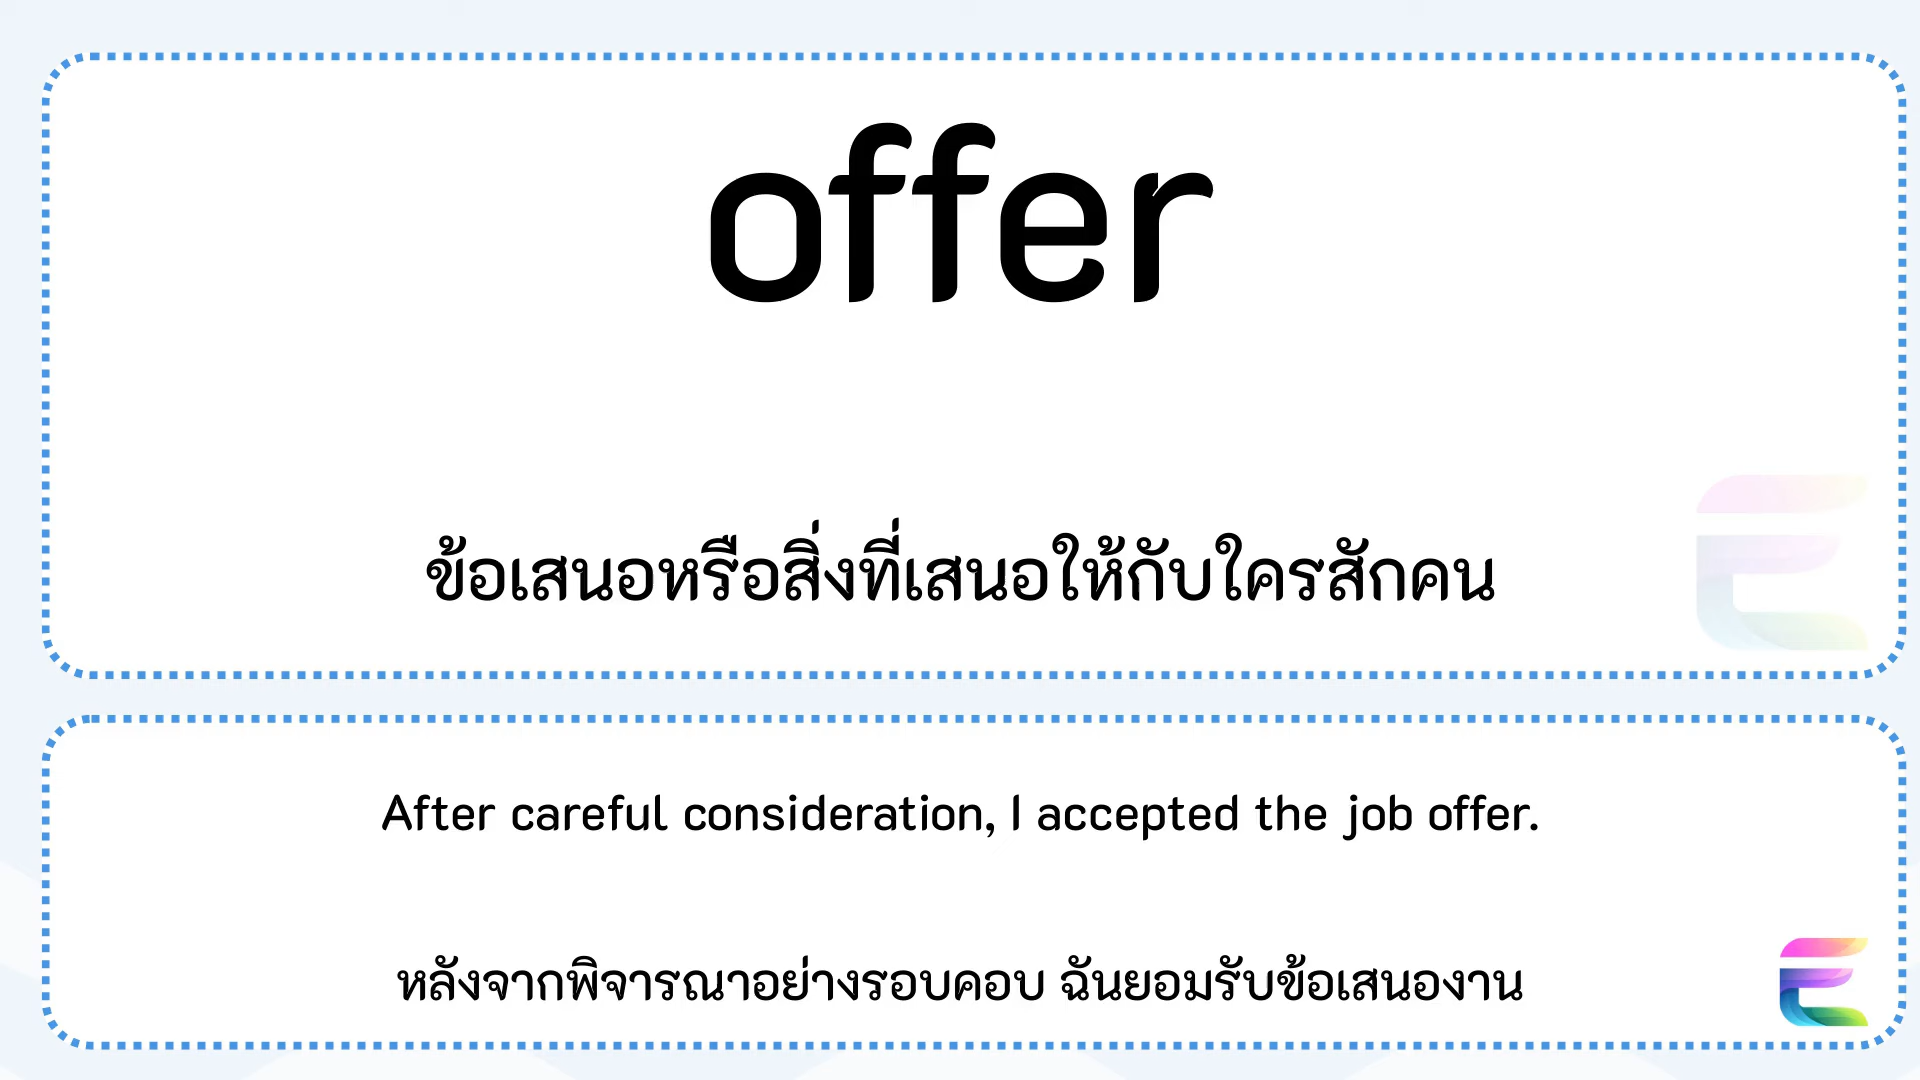 offer
ข้อเสนอหรือสิ่งที่เสนอให้กับใครสักคน
After careful consideration, I accepted the job offer.
หลังจากพิจารณาอย่างรอบคอบ ฉันยอมรับข้อเสนองาน